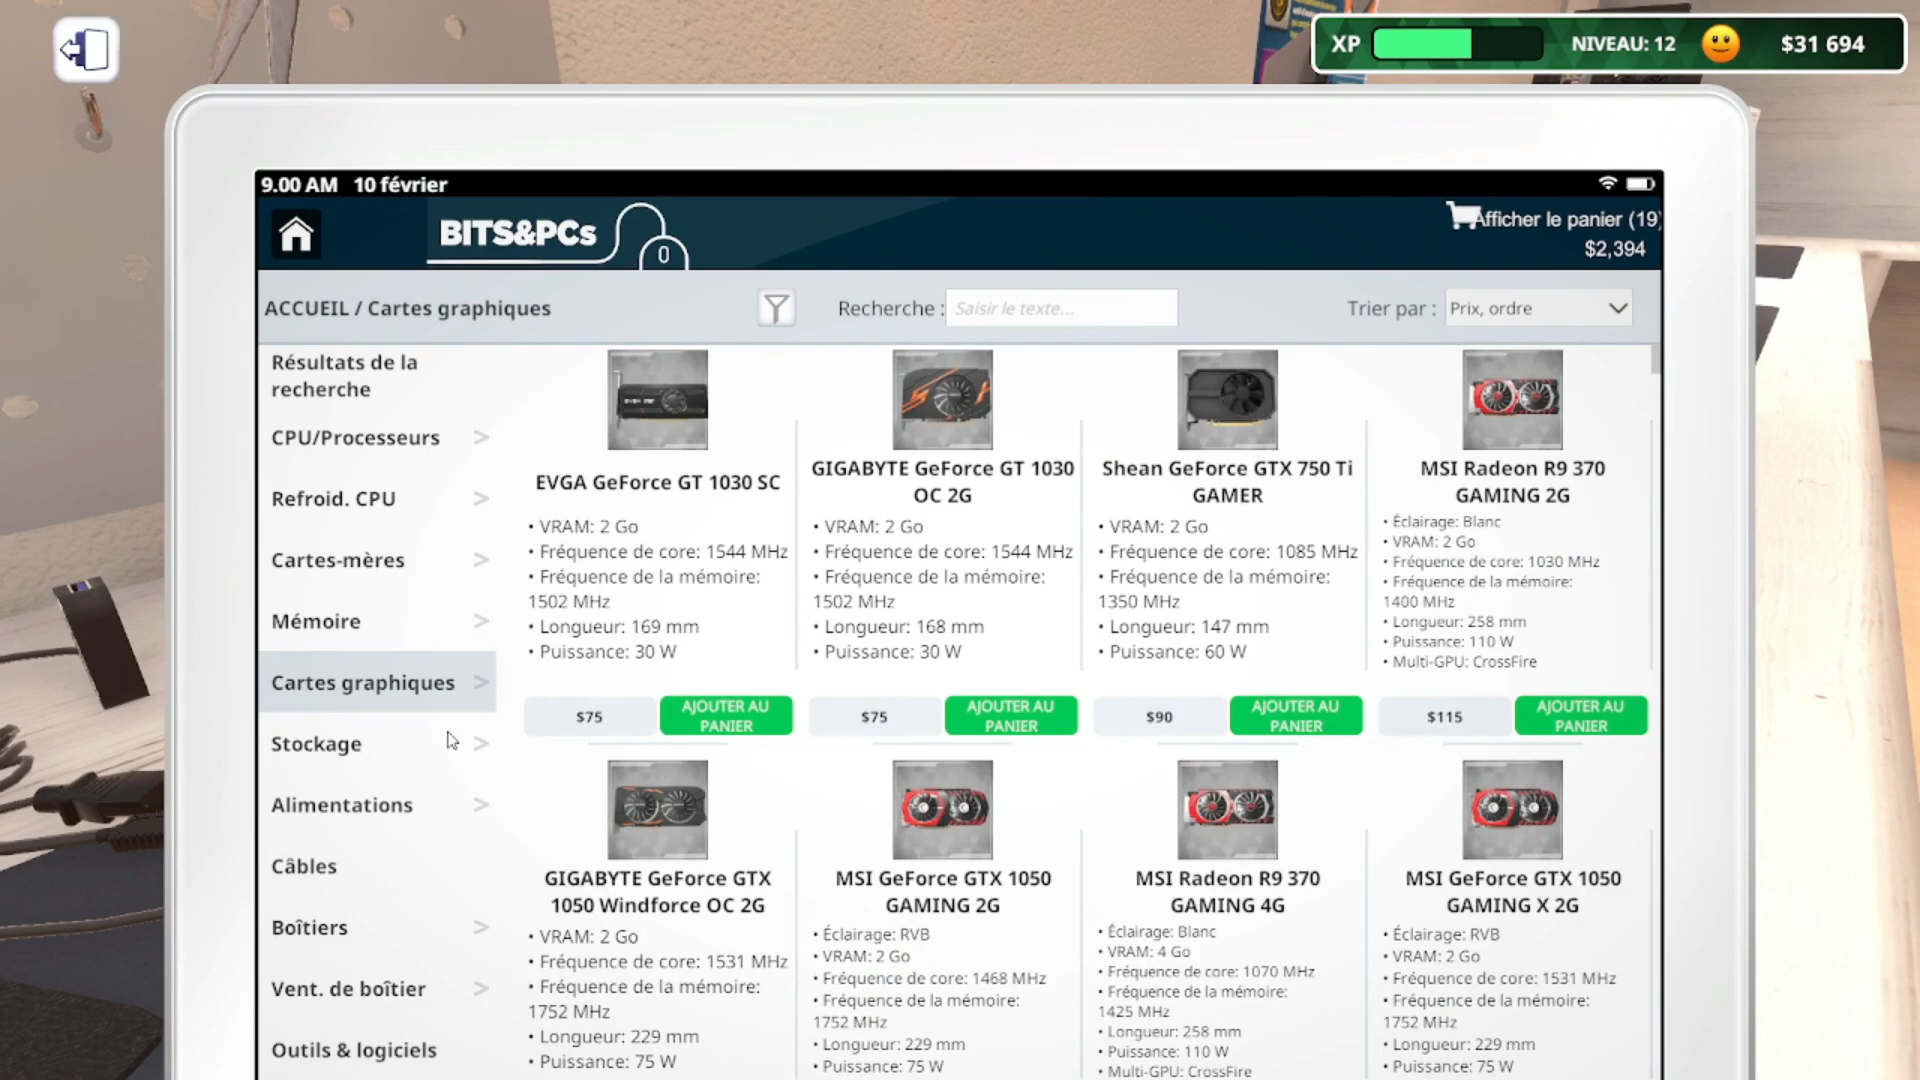 XP NIVEAU: 12 $31 694
9.00 AM 10 février
BITS&PCs
0
Afficher le panier (19)
$2,394
ACCUEIL / Cartes graphiques
Recherche : Saisir le texte...
Trier par : Prix, ordre
Résultats de la
recherche
CPU/Processeurs >
Refroid. CPU >
Cartes-mères >
Mémoire >
Cartes graphiques >
Stockage >
Alimentations >
Câbles
Boîtiers >
Vent. de boîtier >
Outils & logiciels
EVGA GeForce GT 1030 SC
• VRAM: 2 Go
• Fréquence de core: 1544 MHz
• Fréquence de la mémoire:
1502 MHz
• Longueur: 169 mm
• Puissance: 30 W
$75
AJOUTER AU
PANIER
GIGABYTE GeForce GT 1030
OC 2G
• VRAM: 2 Go
• Fréquence de core: 1544 MHz
• Fréquence de la mémoire:
1502 MHz
• Longueur: 168 mm
• Puissance: 30 W
$75
AJOUTER AU
PANIER
Shean GeForce GTX 750 Ti
GAMER
• VRAM: 2 Go
• Fréquence de core: 1085 MHz
• Fréquence de la mémoire:
1350 MHz
• Longueur: 147 mm
• Puissance: 60 W
$90
AJOUTER AU
PANIER
MSI Radeon R9 370
GAMING 2G
• Éclairage: Blanc
• VRAM: 2 Go
• Fréquence de core: 1030 MHz
• Fréquence de la mémoire:
1400 MHz
• Longueur: 258 mm
• Puissance: 110 W
• Multi-GPU: CrossFire
$115
AJOUTER AU
PANIER
GIGABYTE GeForce GTX
1050 Windforce OC 2G
• VRAM: 2 Go
• Fréquence de core: 1531 MHz
• Fréquence de la mémoire:
1752 MHz
• Longueur: 229 mm
• Puissance: 75 W
MSI GeForce GTX 1050
GAMING 2G
• Éclairage: RVB
• VRAM: 2 Go
• Fréquence de core: 1468 MHz
• Fréquence de la mémoire:
1752 MHz
• Longueur: 229 mm
• Puissance: 75 W
MSI Radeon R9 370
GAMING 4G
• Éclairage: Blanc
• VRAM: 4 Go
• Fréquence de core: 1070 MHz
• Fréquence de la mémoire:
1425 MHz
• Longueur: 258 mm
• Puissance: 110 W
• Multi-GPU: CrossFire
MSI GeForce GTX 1050
GAMING X 2G
• Éclairage: RVB
• VRAM: 2 Go
• Fréquence de core: 1531 MHz
• Fréquence de la mémoire:
1752 MHz
• Longueur: 229 mm
• Puissance: 75 W